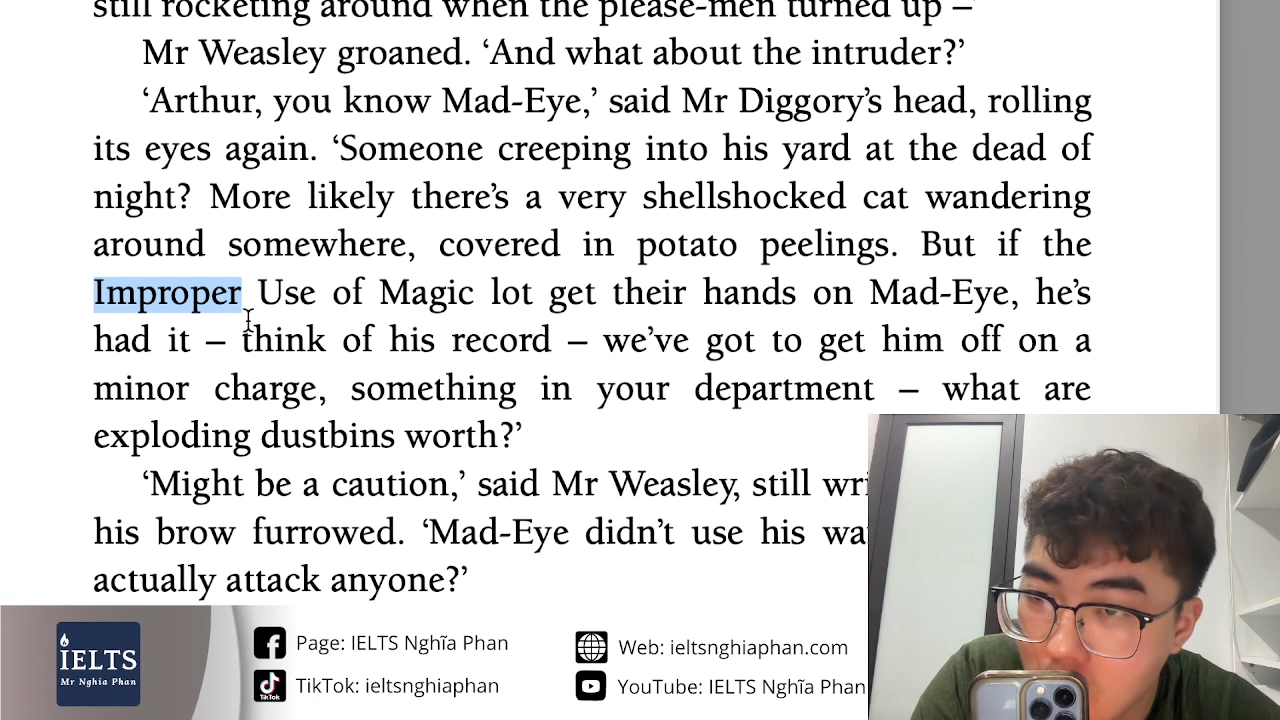 still rocketing around when the please-men turned up –’
Mr Weasley groaned. ‘And what about the intruder?’
‘Arthur, you know Mad-Eye,’ said Mr Diggory’s head, rolling
its eyes again. ‘Someone creeping into his yard at the dead of
night? More likely there’s a very shellshocked cat wandering
around somewhere, covered in potato peelings. But if the
Improper Use of Magic lot get their hands on Mad-Eye, he’s
had it – think of his record – we’ve got to get him off on a
minor charge, something in your department – what are
exploding dustbins worth?’
‘Might be a caution,’ said Mr Weasley, still wri
his brow furrowed. ‘Mad-Eye didn’t use his wa
actually attack anyone?’
IELTS
Mr Nghia Phan
Page: IELTS Nghĩa Phan
TikTok
TikTok: ieltsnghiaphan
Web: ieltsnghiaphan.com
YouTube: IELTS Nghĩa Phan